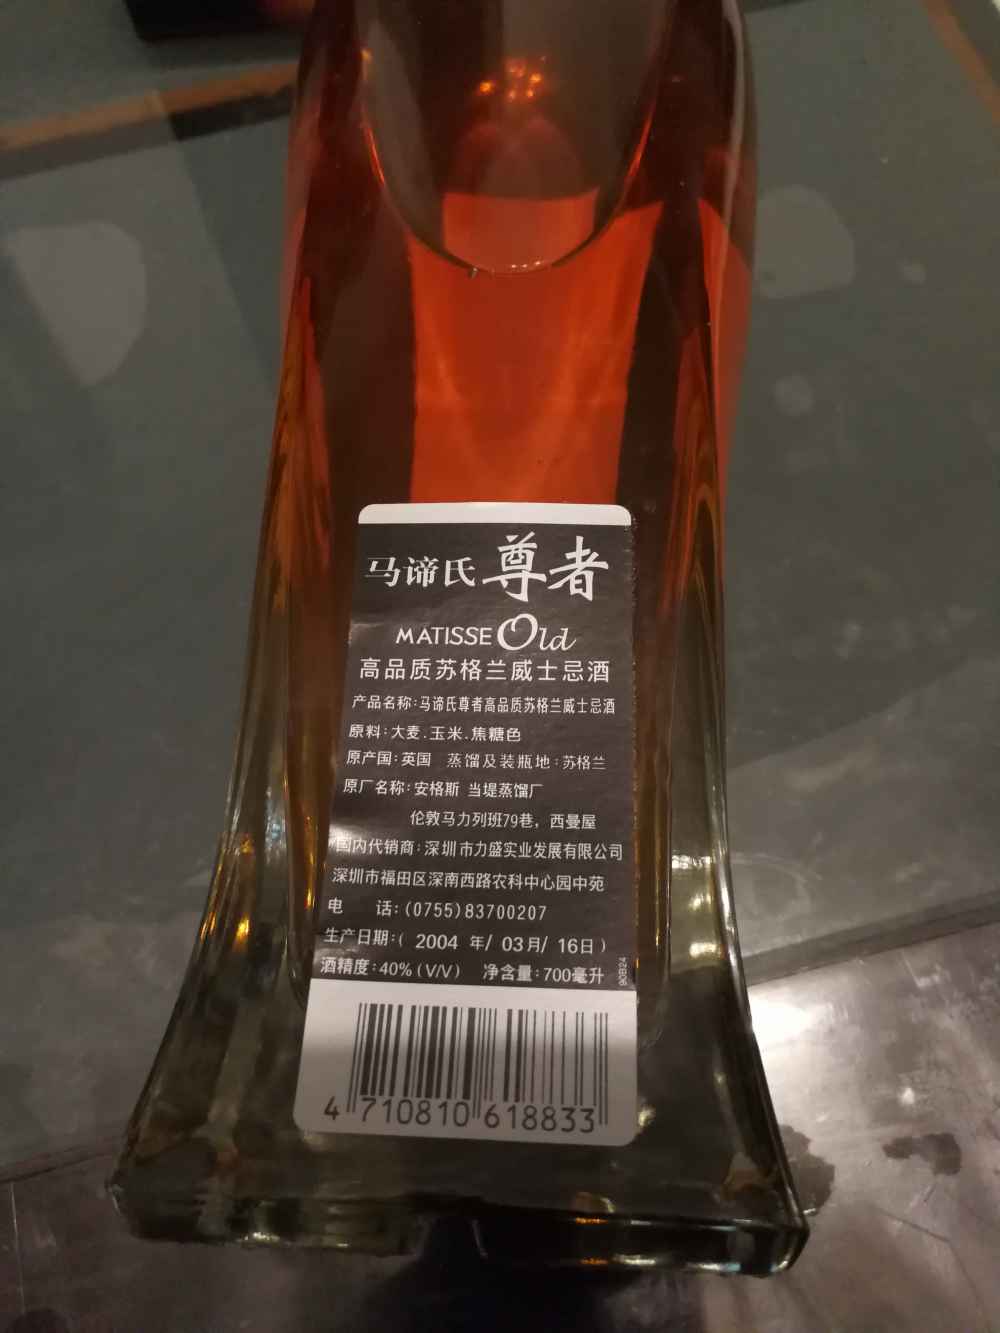 马谛氏 尊者
MATISSE Old
高品质苏格兰威士忌酒
产品名称:马谛氏尊者高品质苏格兰威士忌酒
原料:大麦.玉米.焦糖色
原产国:英国 蒸馏及装瓶地:苏格兰
原厂名称:安格斯 当堤蒸馏厂
伦敦马力列班79巷，西曼屋
国内代销商:深圳市力盛实业发展有限公司
深圳市福田区深南西路农科中心园中苑
电 话:(0755)83700207
生产日期:( 2004 年/ 03月/ 16日)
酒精度:40%(V/V) 净含量:700毫升
90B24
4 710810 618833